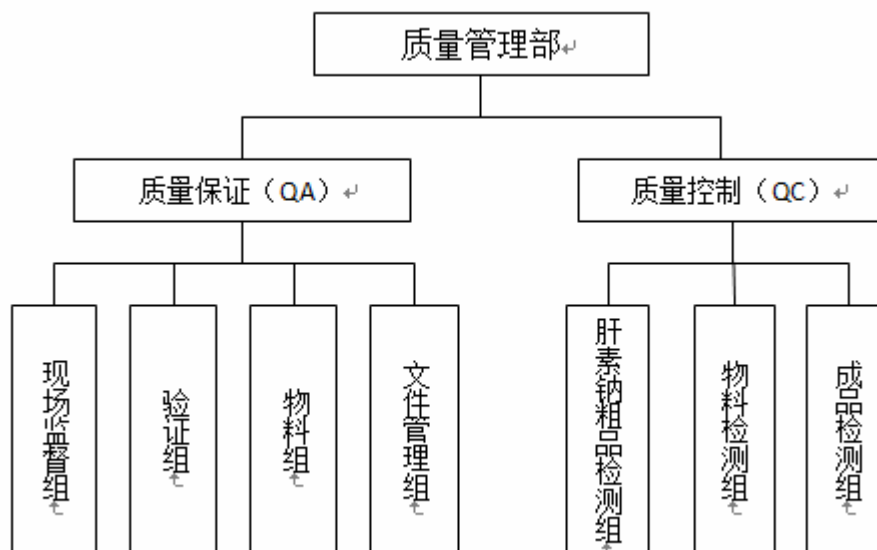 质量管理部
质量保证（QA）
质量控制（QC）
现场监督组
验证组
物料组
文件管理组
肝素钠粗品检测组
物料检测组
成品检测组